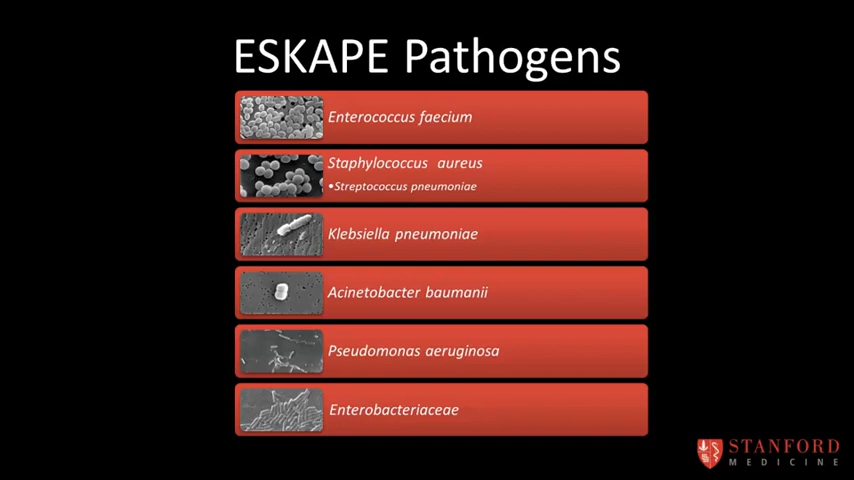 ESKAPE Pathogens
Enterococcus faecium
Staphylococcus aureus
•Streptococcus pneumoniae
Klebsiella pneumoniae
Acinetobacter baumanii
Pseudomonas aeruginosa
Enterobacteriaceae
STANFORD
MEDICINE